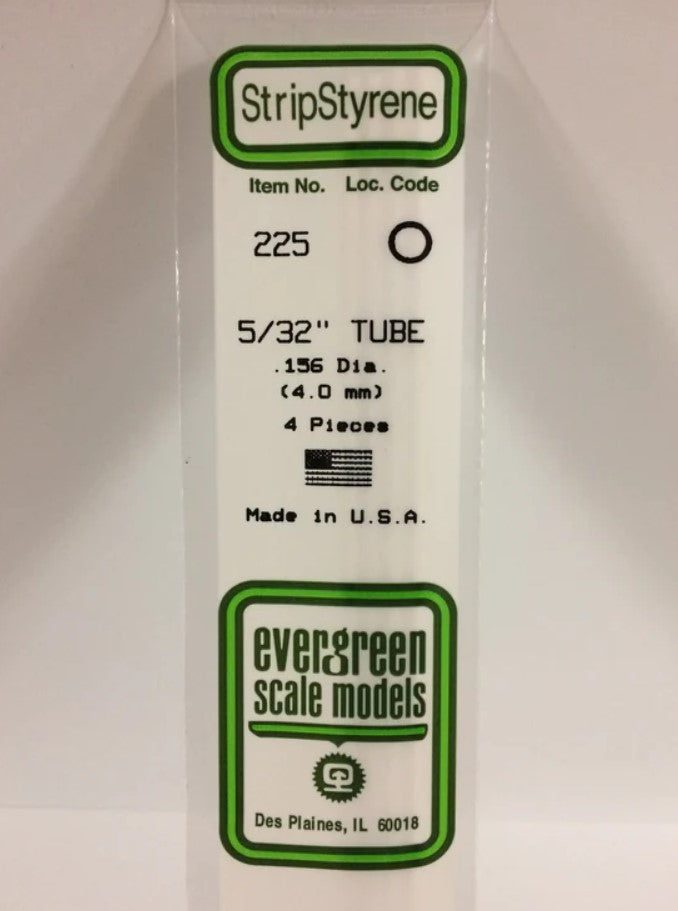 StripStyrene
Item No. Loc. Code
225
5/32" TUBE
.156 Dia.
(4.0 mm)
4 Pieces
Made in U.S.A.
evergreen
scale models
Des Plaines, IL 60018